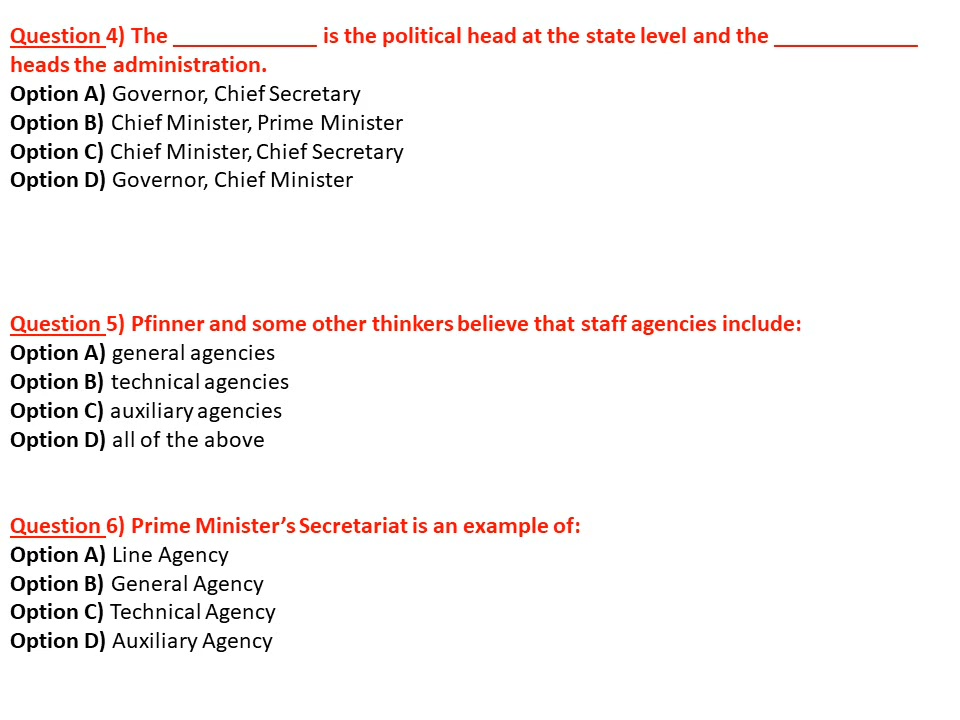 Question 4) The ____________ is the political head at the state level and the ____________
heads the administration.
Option A) Governor, Chief Secretary
Option B) Chief Minister, Prime Minister
Option C) Chief Minister, Chief Secretary
Option D) Governor, Chief Minister
Question 5) Pfinner and some other thinkers believe that staff agencies include:
Option A) general agencies
Option B) technical agencies
Option C) auxiliary agencies
Option D) all of the above
Question 6) Prime Minister’s Secretariat is an example of:
Option A) Line Agency
Option B) General Agency
Option C) Technical Agency
Option D) Auxiliary Agency